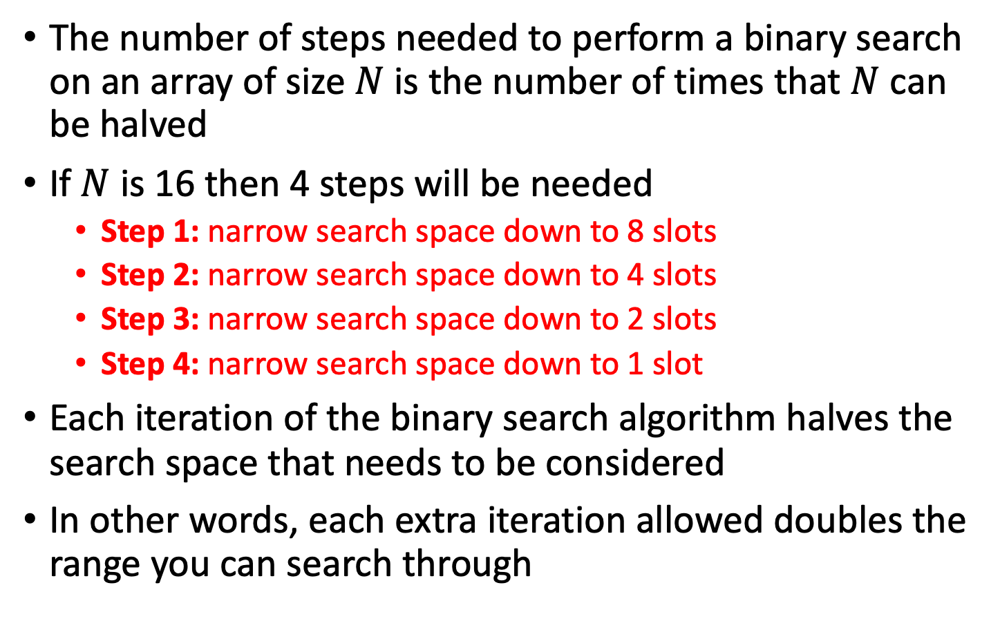 • The number of steps needed to perform a binary search
on an array of size N is the number of times that N can
be halved
• If N is 16 then 4 steps will be needed
• Step 1: narrow search space down to 8 slots
• Step 2: narrow search space down to 4 slots
• Step 3: narrow search space down to 2 slots
• Step 4: narrow search space down to 1 slot
• Each iteration of the binary search algorithm halves the
search space that needs to be considered
• In other words, each extra iteration allowed doubles the
range you can search through